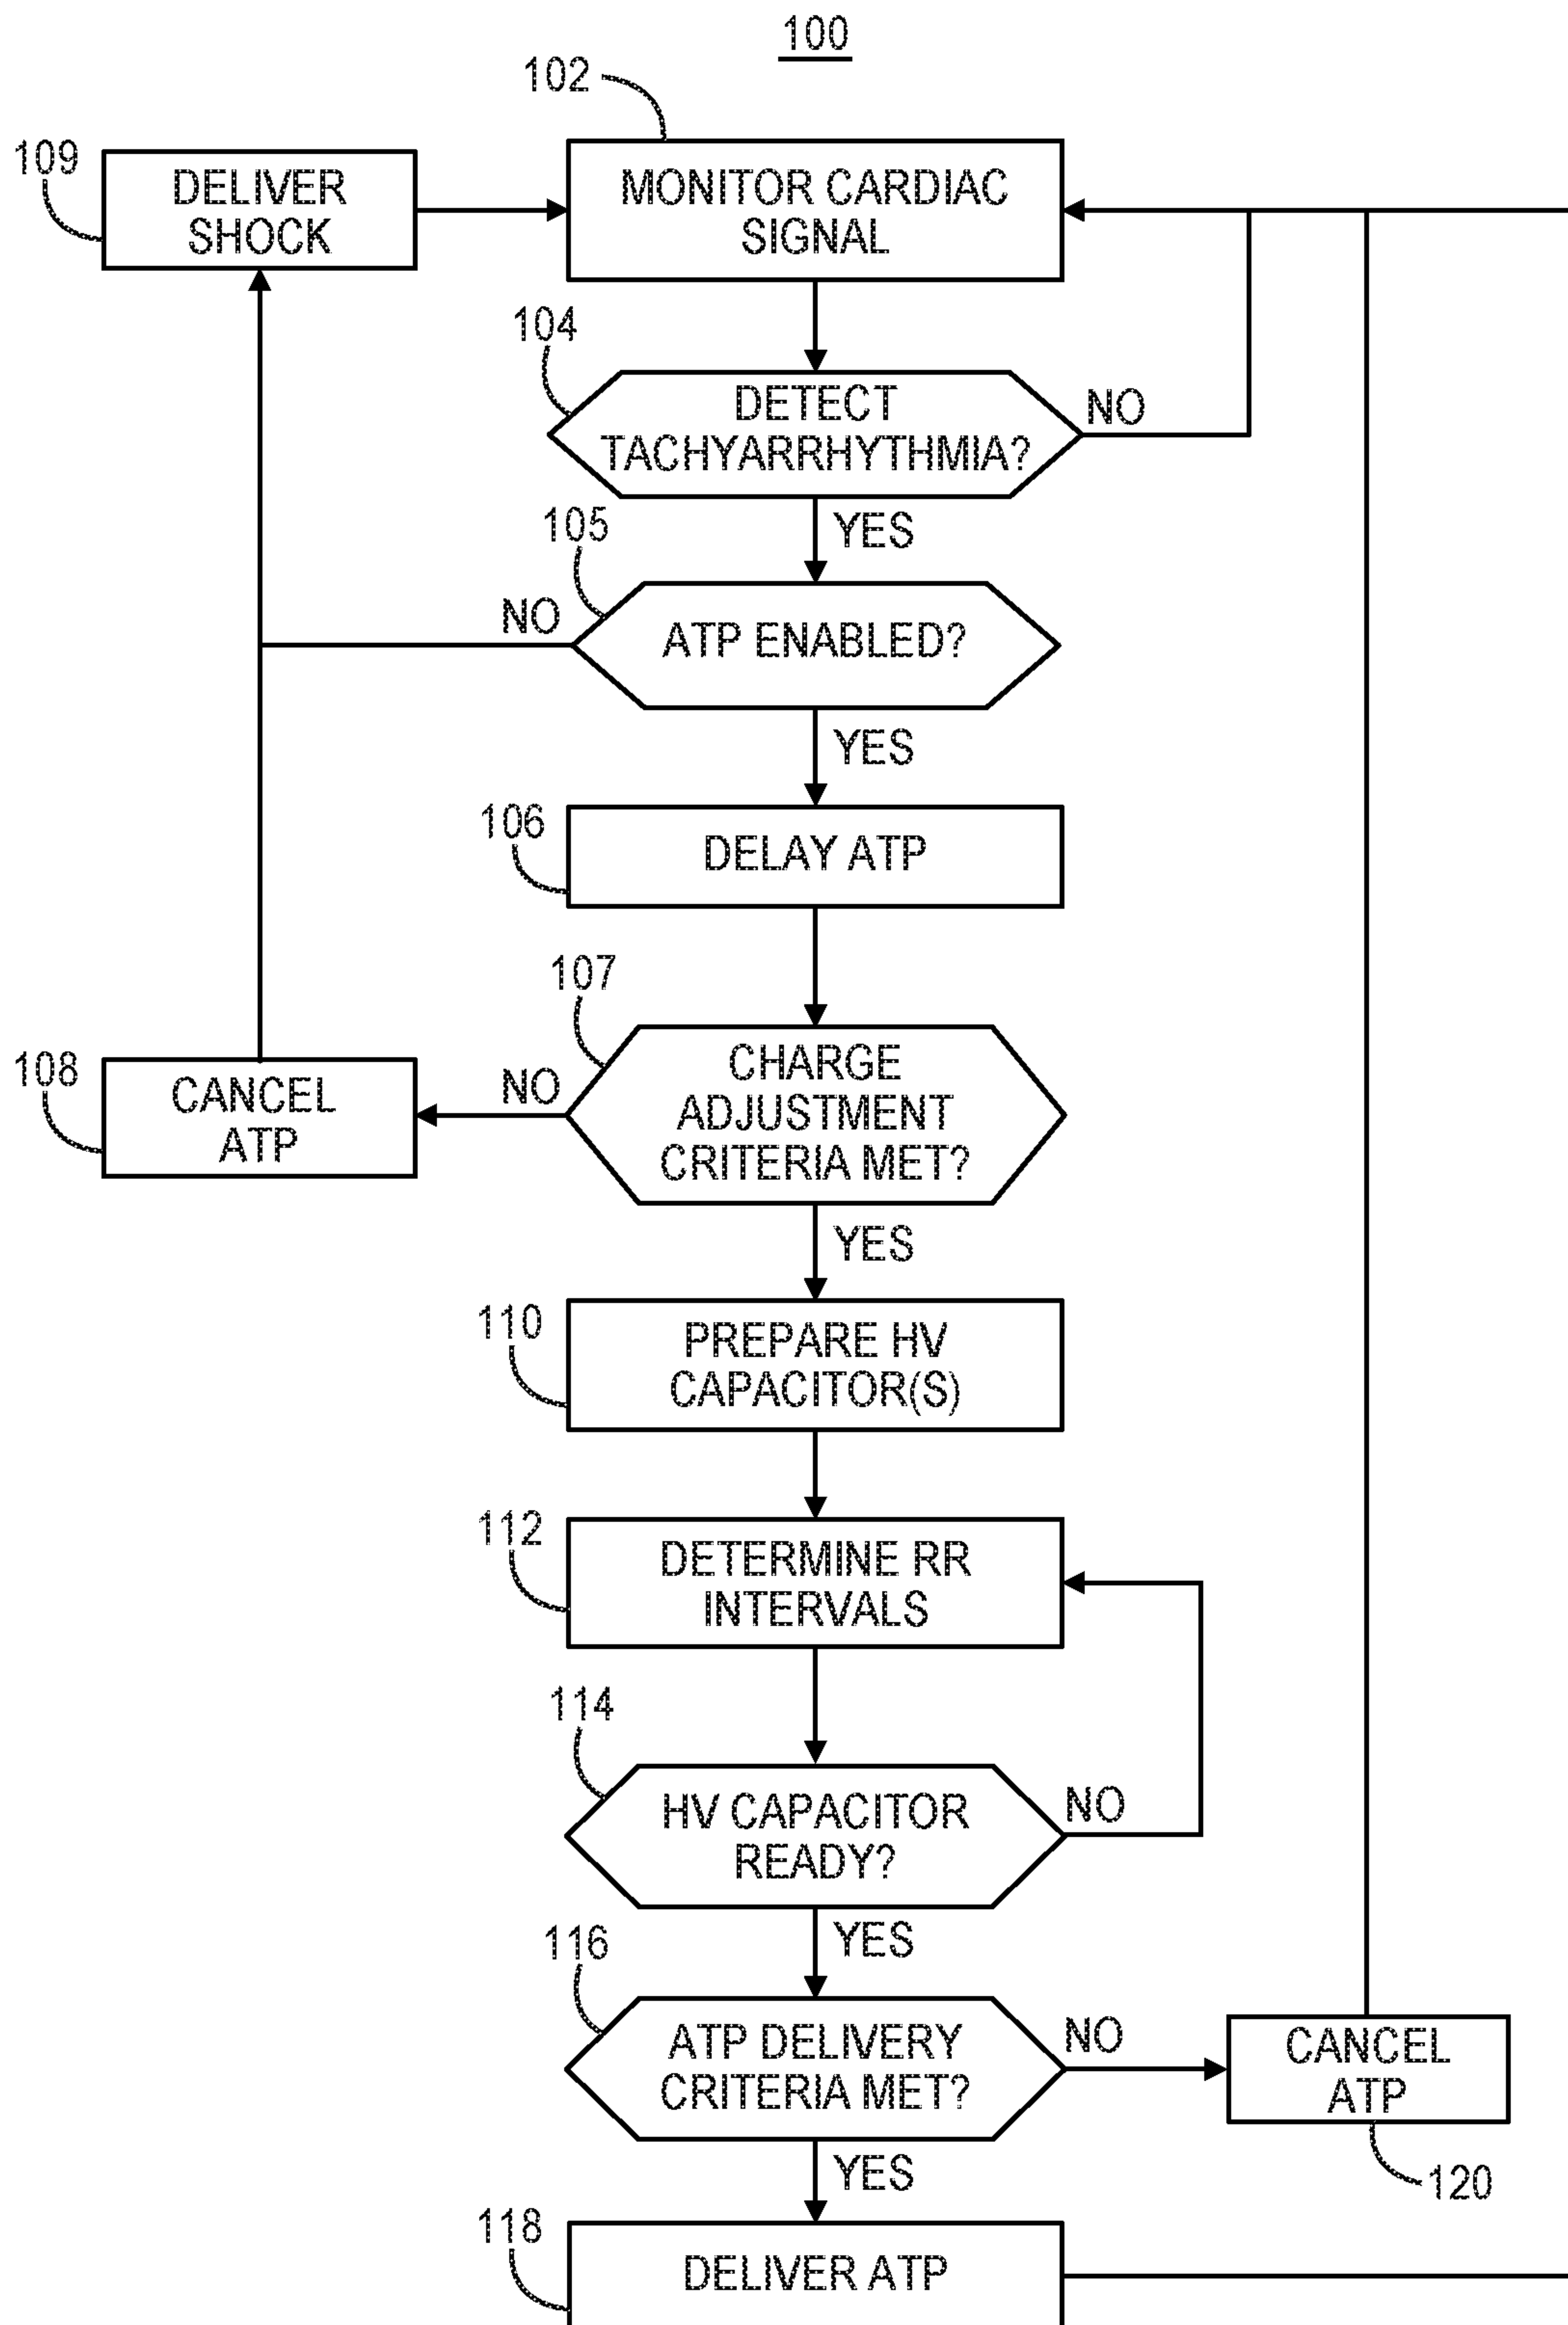 100
102
109
DELIVER
SHOCK
MONITOR CARDIAC
SIGNAL
104
DETECT
TACHYARRHYTHMIA?
NO
YES
105
NO
ATP ENABLED?
YES
106
DELAY ATP
107
108
CANCEL
ATP
NO
CHARGE
ADJUSTMENT
CRITERIA MET?
YES
110
PREPARE HV
CAPACITOR(S)
112
DETERMINE RR
INTERVALS
114
HV CAPACITOR
READY?
NO
YES
116
ATP DELIVERY
CRITERIA MET?
NO
CANCEL
ATP
120
YES
118
DELIVER ATP